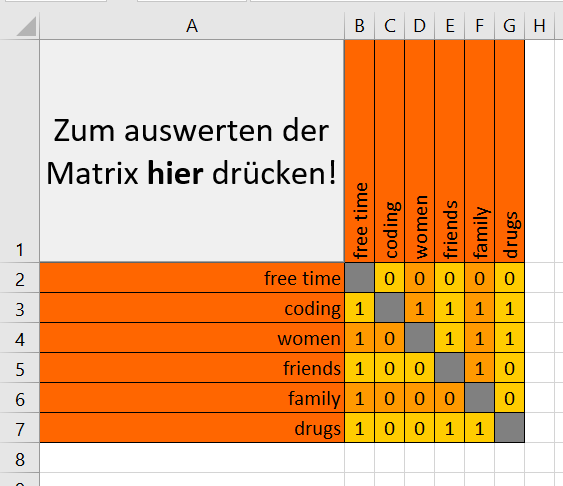 A B C D E F G H
1 Zum auswerten der
Matrix hier drücken!
free time
coding
women
friends
family
drugs
2 free time 0 0 0 0 0
3 coding 1 1 1 1 1
4 women 1 0 1 1 1
5 friends 1 0 0 1 0
6 family 1 0 0 0 0
7 drugs 1 0 0 1 1
8